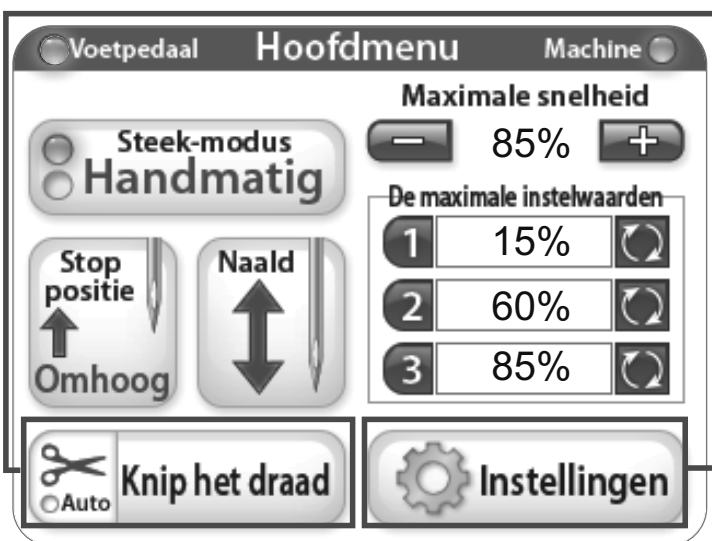 Voetpedaal Hoofdmenu Machine
Maximale snelheid
85%
Steek-modus
Handmatig
De maximale instelwaarden
1 15%
2 60%
3 85%
Stop
positie
Omhoog
Naald
Auto
Knip het draad
Instellingen